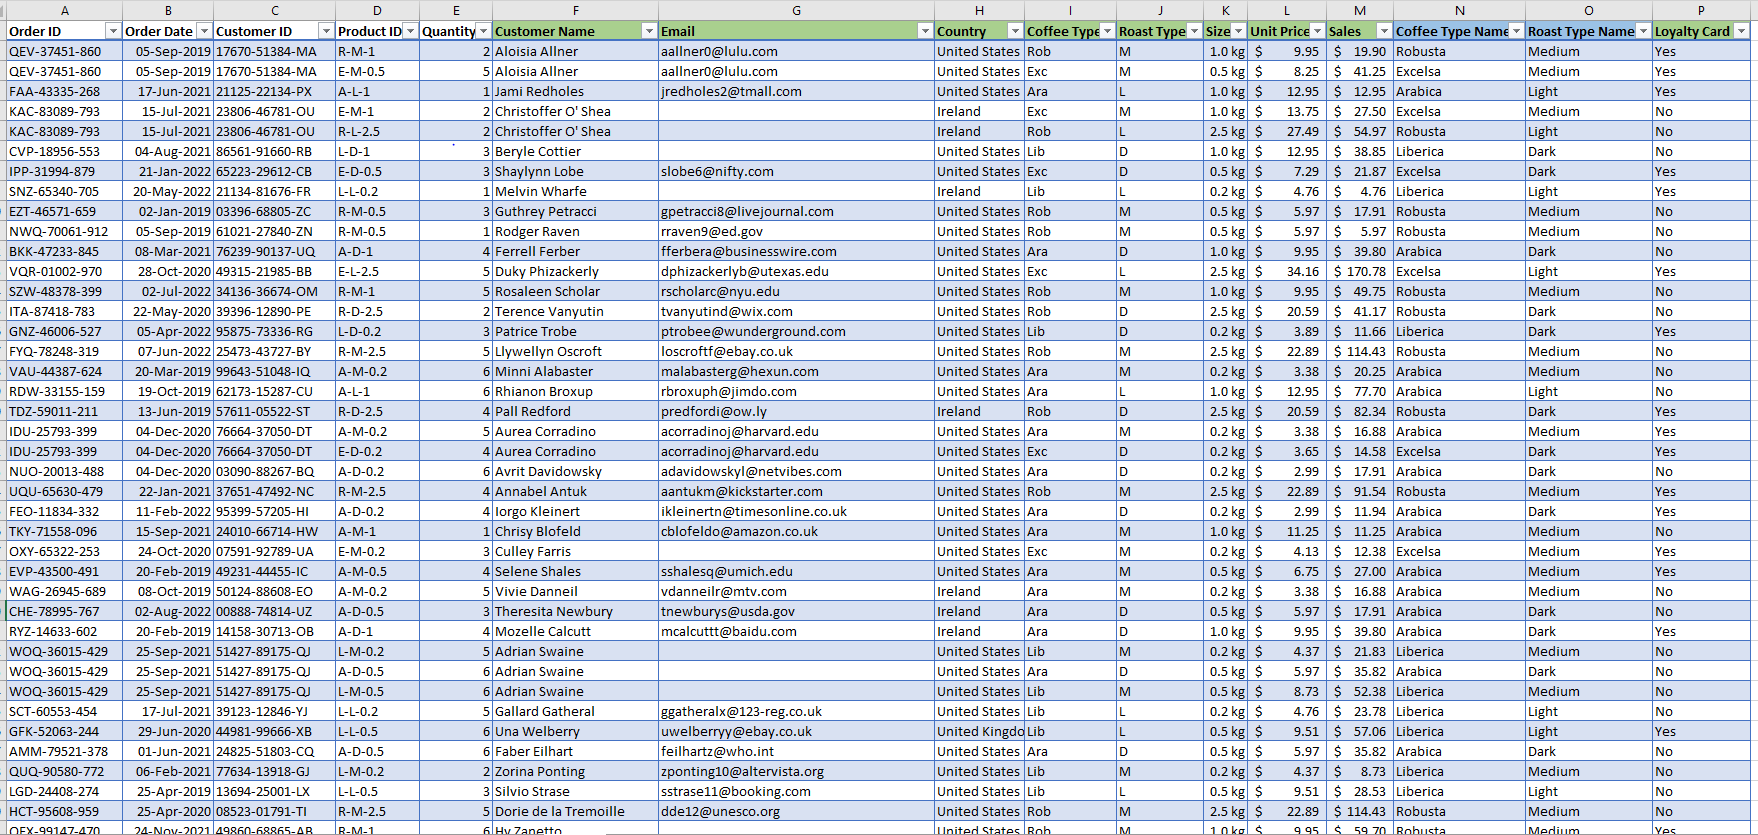 A B C D E F G H I J K L M N O P
Order ID Order Date Customer ID Product ID Quantity Customer Name Email Country Coffee Type Roast Type Size Unit Price Sales Coffee Type Name Roast Type Name Loyalty Card
QEV-37451-860 05-Sep-2019 17670-51384-MA R-M-1 2 Aloisia Allner aallner0@lulu.com United States Rob M 1.0 kg $ 9.95 $ 19.90 Robusta Medium Yes
QEV-37451-860 05-Sep-2019 17670-51384-MA E-M-0.5 5 Aloisia Allner aallner0@lulu.com United States Exc M 0.5 kg $ 8.25 $ 41.25 Excelsa Medium Yes
FAA-43335-268 17-Jun-2021 21125-22134-PX A-L-1 1 Jami Redholes jredholes2@tmall.com United States Ara L 1.0 kg $ 12.95 $ 12.95 Arabica Light Yes
KAC-83089-793 15-Jul-2021 23806-46781-OU E-M-1 2 Christoffer O' Shea Ireland Exc M 1.0 kg $ 13.75 $ 27.50 Excelsa Medium No
KAC-83089-793 15-Jul-2021 23806-46781-OU R-L-2.5 2 Christoffer O' Shea Ireland Rob L 2.5 kg $ 27.49 $ 54.97 Robusta Light No
CVP-18956-553 04-Aug-2021 86561-91660-RB L-D-1 3 Beryle Cottier United States Lib D 1.0 kg $ 12.95 $ 38.85 Liberica Dark No
IPP-31994-879 21-Jan-2022 65223-29612-CB E-D-0.5 3 Shaylynn Lobe slobe6@nifty.com United States Exc D 0.5 kg $ 7.29 $ 21.87 Excelsa Dark Yes
SNZ-65340-705 20-May-2022 21134-81676-FR L-L-0.2 1 Melvin Wharfe Ireland Lib L 0.2 kg $ 4.76 $ 4.76 Liberica Light Yes
EZT-46571-659 02-Jan-2019 03396-68805-ZC R-M-0.5 3 Guthrey Petracci gpetracci8@livejournal.com United States Rob M 0.5 kg $ 5.97 $ 17.91 Robusta Medium No
NWQ-70061-912 05-Sep-2019 61021-27840-ZN R-M-0.5 1 Rodger Raven rraven9@ed.gov United States Rob M 0.5 kg $ 5.97 $ 5.97 Robusta Medium No
BKK-47233-845 08-Mar-2021 76239-90137-UQ A-D-1 4 Ferrell Ferber fferbera@businesswire.com United States Ara D 1.0 kg $ 9.95 $ 39.80 Arabica Dark No
VQR-01002-970 28-Oct-2020 49315-21985-BB E-L-2.5 5 Duky Phizackerly dphizackerlyb@utexas.edu United States Exc L 2.5 kg $ 34.16 $ 170.78 Excelsa Light Yes
SZW-48378-399 02-Jul-2022 34136-36674-OM R-M-1 5 Rosaleen Scholar rscholarc@nyu.edu United States Rob M 1.0 kg $ 9.95 $ 49.75 Robusta Medium No
ITA-87418-783 22-May-2020 39396-12890-PE R-D-2.5 2 Terence Vanyutin tvanyutind@wix.com United States Rob D 2.5 kg $ 20.59 $ 41.17 Robusta Dark No
GNZ-46006-527 05-Apr-2022 95875-73336-RG L-D-0.2 3 Patrice Trobe ptrobee@wunderground.com United States Lib D 0.2 kg $ 3.89 $ 11.66 Liberica Dark Yes
FYQ-78248-319 07-Jun-2022 25473-43727-BY R-M-2.5 5 Llywellyn Oscroft loscroftf@ebay.co.uk United States Rob M 2.5 kg $ 22.89 $ 114.43 Robusta Medium No
VAU-44387-624 20-Mar-2019 99643-51048-IQ A-M-0.2 6 Minni Alabaster malabasterg@hexun.com United States Ara M 0.2 kg $ 3.38 $ 20.25 Arabica Medium No
RDW-33155-159 19-Oct-2019 62173-15287-CU A-L-1 6 Rhianon Broxup rbroxuph@jimdo.com United States Ara L 1.0 kg $ 12.95 $ 77.70 Arabica Light No
TDZ-59011-211 13-Jun-2019 57611-05522-ST R-D-2.5 4 Pall Redford predfordi@ow.ly Ireland Rob D 2.5 kg $ 20.59 $ 82.34 Robusta Dark Yes
IDU-25793-399 04-Dec-2020 76664-37050-DT A-M-0.2 5 Aurea Corradino acorradinoj@harvard.edu United States Ara M 0.2 kg $ 3.38 $ 16.88 Arabica Medium Yes
IDU-25793-399 04-Dec-2020 76664-37050-DT E-D-0.2 4 Aurea Corradino acorradinoj@harvard.edu United States Exc D 0.2 kg $ 3.65 $ 14.58 Excelsa Dark Yes
NUO-20013-488 04-Dec-2020 03090-88267-BQ A-D-0.2 6 Avrit Davidowsky adavidowskyl@netvibes.com United States Ara D 0.2 kg $ 2.99 $ 17.91 Arabica Dark No
UQU-65630-479 22-Jan-2021 37651-47492-NC R-M-2.5 4 Annabel Antuk aantukm@kickstarter.com United States Rob M 2.5 kg $ 22.89 $ 91.54 Robusta Medium Yes
FEO-11834-332 11-Feb-2022 95399-57205-HI A-D-0.2 4 Iorgo Kleinert ikleinertn@timesonline.co.uk United States Ara D 0.2 kg $ 2.99 $ 11.94 Arabica Dark Yes
TKY-71558-096 15-Sep-2021 24010-66714-HW A-M-1 1 Chrisy Blofeld cblofeldo@amazon.co.uk United States Ara M 1.0 kg $ 11.25 $ 11.25 Arabica Medium No
OXY-65322-253 24-Oct-2020 07591-92789-UA E-M-0.2 3 Culley Farris United States Exc M 0.2 kg $ 4.13 $ 12.38 Excelsa Medium Yes
EVP-43500-491 20-Feb-2019 49231-44455-IC A-M-0.5 4 Selene Shales sshalesq@umich.edu United States Ara M 0.5 kg $ 6.75 $ 27.00 Arabica Medium Yes
WAG-26945-689 08-Oct-2019 50124-88608-EO A-M-0.2 5 Vivie Danneil vdanneilr@mtv.com Ireland Ara M 0.2 kg $ 3.38 $ 16.88 Arabica Medium No
CHE-78995-767 02-Aug-2022 00888-74814-UZ A-D-0.5 3 Theresita Newbury tnewburys@usda.gov Ireland Ara D 0.5 kg $ 5.97 $ 17.91 Arabica Dark No
RYZ-14633-602 20-Feb-2019 14158-30713-OB A-D-1 4 Mozelle Calcutt mcalcuttt@baidu.com Ireland Ara D 1.0 kg $ 9.95 $ 39.80 Arabica Dark Yes
WOQ-36015-429 25-Sep-2021 51427-89175-QJ L-M-0.2 5 Adrian Swaine United States Lib M 0.2 kg $ 4.37 $ 21.83 Liberica Medium No
WOQ-36015-429 25-Sep-2021 51427-89175-QJ A-D-0.5 6 Adrian Swaine United States Ara D 0.5 kg $ 5.97 $ 35.82 Arabica Dark No
WOQ-36015-429 25-Sep-2021 51427-89175-QJ L-M-0.5 6 Adrian Swaine United States Lib M 0.5 kg $ 8.73 $ 52.38 Liberica Medium No
SCT-60553-454 17-Jul-2021 39123-12846-YJ L-L-0.2 5 Gallard Gatheral ggatheralx@123-reg.co.uk United States Lib L 0.2 kg $ 4.76 $ 23.78 Liberica Light No
GFK-52063-244 29-Jun-2020 44981-99666-XB L-L-0.5 6 Una Welberry uwelberryy@ebay.co.uk United Kingdo Lib L 0.5 kg $ 9.51 $ 57.06 Liberica Light Yes
AMM-79521-378 01-Jun-2021 24825-51803-CQ A-D-0.5 6 Faber Eilhart feilhartz@who.int United States Ara D 0.5 kg $ 5.97 $ 35.82 Arabica Dark No
QUQ-90580-772 06-Feb-2021 77634-13918-GJ L-M-0.2 2 Zorina Ponting zponting10@altervista.org United States Lib M 0.2 kg $ 4.37 $ 8.73 Liberica Medium No
LGD-24408-274 25-Apr-2019 13694-25001-LX L-L-0.5 3 Silvio Strase sstrase11@booking.com United States Lib L 0.5 kg $ 9.51 $ 28.53 Liberica Light No
HCT-95608-959 25-Apr-2020 08523-01791-TI R-M-2.5 5 Dorie de la Tremoille dde12@unesco.org United States Rob M 2.5 kg $ 22.89 $ 114.43 Robusta Medium No
OFX-99147-470 24-Nov-2021 49860-68865-AB R-M-1 6 Hy Zanetto United States Rob M 1.0 kg $ 9.95 $ 59.70 Robusta Medium Yes